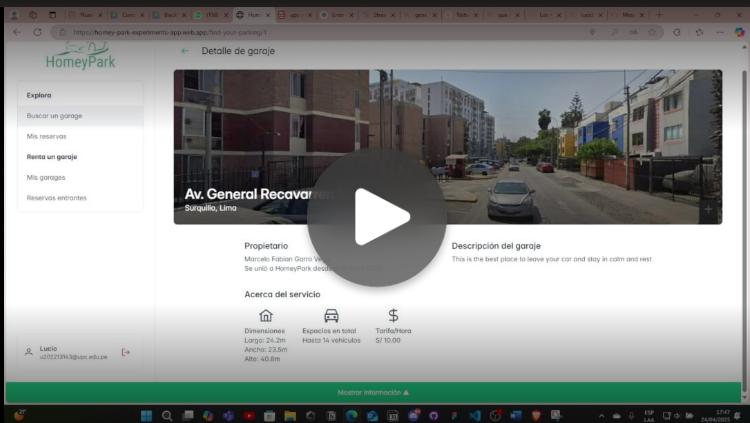 https://homey-park-experiments-app.web.app/find-your-parking/1
HomeyPark
Detalle de garaje
Explora
Buscar un garage
Mis reservas
Renta un garaje
Mis garages
Reservas entrantes
Av. General Recavarren
Surquillo, Lima
Propietario
Marcelo Fabian Garro
Se unió a HomeyPark desde
Descripción del garaje
This is the best place to leave your car and stay in calm and rest
Acerca del servicio
Dimensiones
Largo: 24.2m
Ancho: 23.5m
Alto: 40.8m
Espacios en total
Hasta 14 vehículos
Tarifa/Hora
S/ 10.00
Lucio
u202213143@upc.edu.pe
Mostrar información
ESP
LAA
17:47
24/04/2025